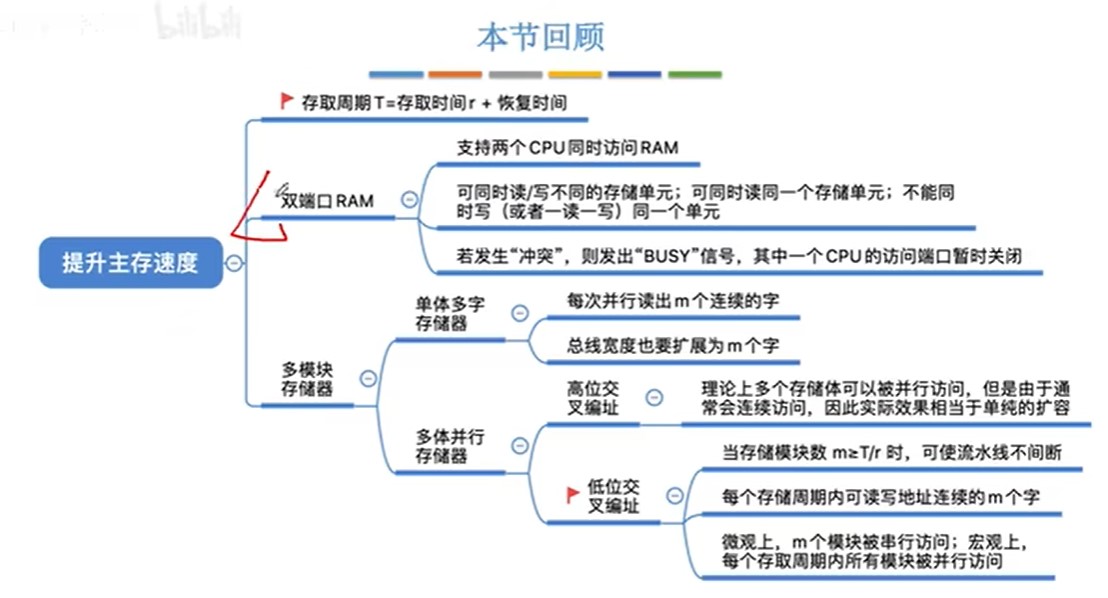 bilibili
本节回顾
存取周期T=存取时间r + 恢复时间
支持两个CPU同时访问RAM
双端口RAM
可同时读/写不同的存储单元；可同时读同一个存储单元；不能同
时写（或者一读一写）同一个单元
若发生“冲突”，则发出“BUSY”信号，其中一个CPU的访问端口暂时关闭
提升主存速度
多模块
存储器
单体多字
存储器
每次并行读出m个连续的字
总线宽度也要扩展为m个字
多体并行
存储器
高位交
叉编址
理论上多个存储体可以被并行访问，但是由于通
常会连续访问，因此实际效果相当于单纯的扩容
低位交
叉编址
当存储模块数 m≥T/r 时，可使流水线不间断
每个存储周期内可读写地址连续的m个字
微观上，m个模块被串行访问；宏观上，
每个存取周期内所有模块被并行访问